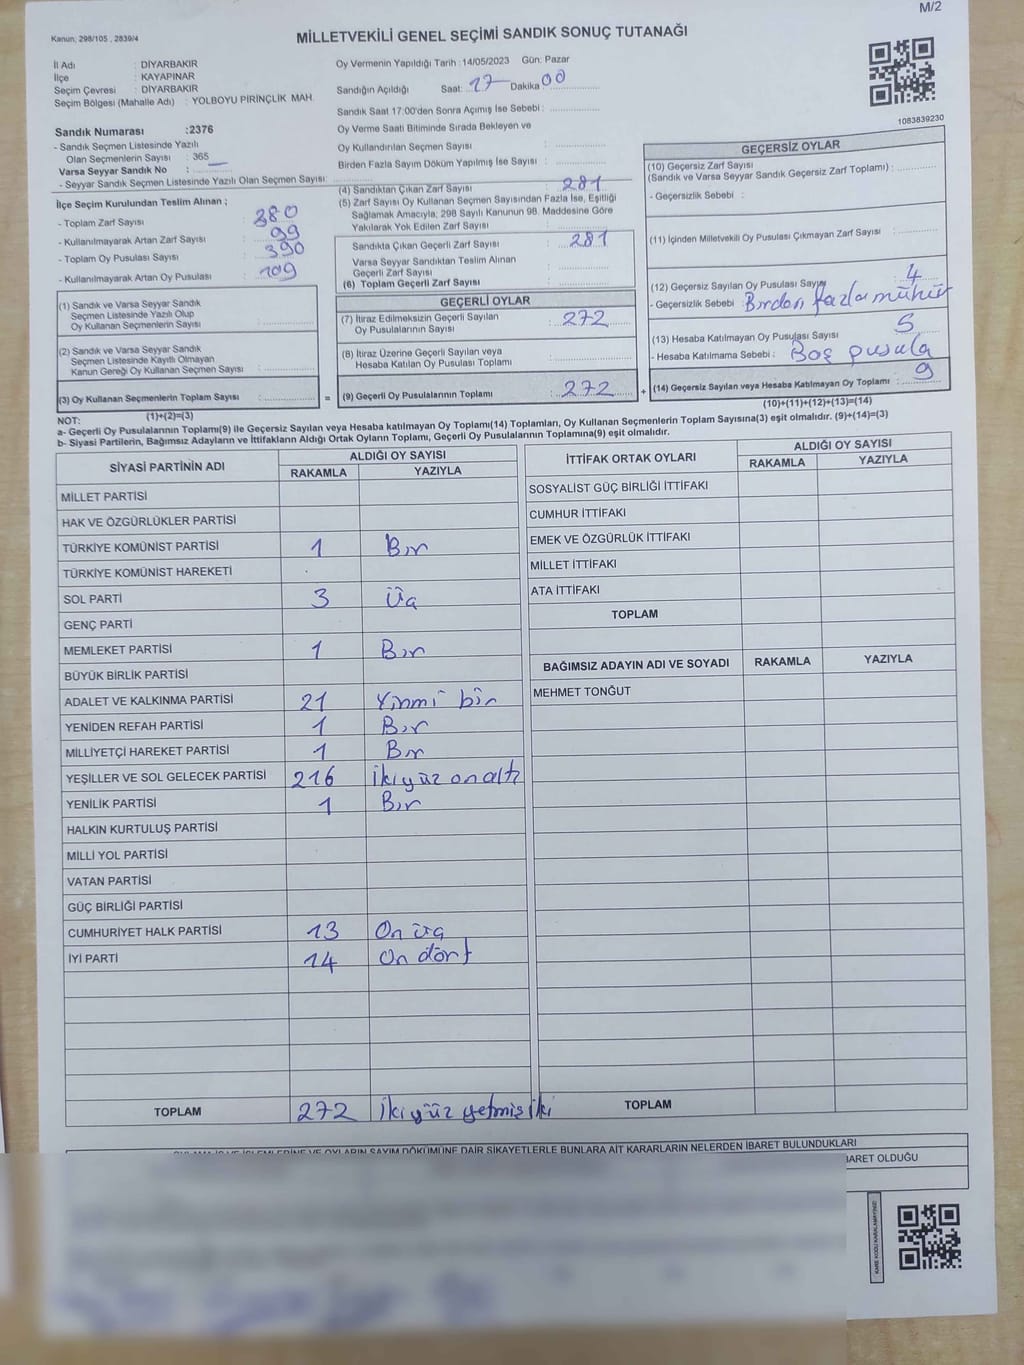 M/2
Kanun; 298/105 , 2839/4
MİLLETVEKİLİ GENEL SEÇİMİ SANDIK SONUÇ TUTANAĞI
İl Adı : DİYARBAKIR
İlçe : KAYAPINAR
Seçim Çevresi : DİYARBAKIR
Seçim Bölgesi (Mahalle Adı) : YOLBOYU PİRİNÇLİK MAH.
Sandık Numarası :2376
- Sandık Seçmen Listesinde Yazılı
Olan Seçmenlerin Sayısı : 365
Varsa Seyyar Sandık No :
- Seyyar Sandık Seçmen Listesinde Yazılı Olan Seçmen Sayısı:
Oy Vermenin Yapıldığı Tarih : 14/05/2023 Gün: Pazar
Sandığın Açıldığı Saat: 17 Dakika 00
Sandık Saat 17:00'den Sonra Açımış İse Sebebi :
Oy Verme Saati Bitiminde Sırada Bekleyen ve
Oy Kullandırılan Seçmen Sayısı :
Birden Fazla Sayım Döküm Yapılmış İse Sayısı :
1083839230
İlçe Seçim Kurulundan Teslim Alınan ;
- Toplam Zarf Sayısı : 380
- Kullanılmayarak Artan Zarf Sayısı : 99
- Toplam Oy Pusulası Sayısı : 390
- Kullanılmayarak Artan Oy Pusulası : 109
(1) Sandık ve Varsa Seyyar Sandık
Seçmen Listesinde Yazılı Olup
Oy Kullanan Seçmenlerin Sayısı :
(2) Sandık ve Varsa Seyyar Sandık
Seçmen Listesinde Kayıtlı Olmayan
Kanun Gereği Oy Kullanan Seçmen Sayısı :
(3) Oy Kullanan Seçmenlerin Toplam Sayısı :
(1)+(2)=(3)
(4) Sandıktan Çıkan Zarf Sayısı : 281
(5) Zarf Sayısı Oy Kullanan Seçmen Sayısından Fazla İse, Eşitliği
Sağlamak Amacıyla; 298 Sayılı Kanunun 98. Maddesine Göre
Yakılarak Yok Edilen Zarf Sayısı :
Sandıkta Çıkan Geçerli Zarf Sayısı : 281
Varsa Seyyar Sandıktan Teslim Alınan
Geçerli Zarf Sayısı :
(6) Toplam Geçerli Zarf Sayısı :
GEÇERLİ OYLAR
(7) İtiraz Edilmeksizin Geçerli Sayılan
Oy Pusulalarının Sayısı : 272
(8) İtiraz Üzerine Geçerli Sayılan veya
Hesaba Katılan Oy Pusulası Toplamı :
= (9) Geçerli Oy Pusulalarının Toplamı : 272
GEÇERSİZ OYLAR
(10) Geçersiz Zarf Sayısı
(Sandık ve Varsa Seyyar Sandık Geçersiz Zarf Toplamı) :
- Geçersizlik Sebebi :
(11) İçinden Milletvekili Oy Pusulası Çıkmayan Zarf Sayısı :
(12) Geçersiz Sayılan Oy Pusulası Sayısı : 4
- Geçersizlik Sebebi Birden fazla mühür
(13) Hesaba Katılmayan Oy Pusulası Sayısı 5
- Hesaba Katılmama Sebebi : Boş pusula
+ (14) Geçersiz Sayılan veya Hesaba Katılmayan Oy Toplamı : 9
(10)+(11)+(12)+(13)=(14)
NOT:
a- Geçerli Oy Pusulalarının Toplamı(9) ile Geçersiz Sayılan veya Hesaba katılmayan Oy Toplamı(14) Toplamları, Oy Kullanan Seçmenlerin Toplam Sayısına(3) eşit olmalıdır. (9)+(14)=(3)
b- Siyasi Partilerin, Bağımsız Adayların ve İttifakların Aldığı Ortak Oyların Toplamı, Geçerli Oy Pusulalarının Toplamına(9) eşit olmalıdır.
SİYASİ PARTİNİN ADI ALDIĞI OY SAYISI
RAKAMLA YAZIYLA
MİLLET PARTİSİ
HAK VE ÖZGÜRLÜKLER PARTİSİ
TÜRKİYE KOMÜNİST PARTİSİ 1 Bir
TÜRKİYE KOMÜNİST HAREKETİ
SOL PARTİ 3 Üç
GENÇ PARTİ
MEMLEKET PARTİSİ 1 Bir
BÜYÜK BİRLİK PARTİSİ
ADALET VE KALKINMA PARTİSİ 21 Yirmi bir
YENİDEN REFAH PARTİSİ 1 Bir
MİLLİYETÇİ HAREKET PARTİSİ 1 Bir
YEŞİLLER VE SOL GELECEK PARTİSİ 216 İkiyüz onaltı
YENİLİK PARTİSİ 1 Bir
HALKIN KURTULUŞ PARTİSİ
MİLLİ YOL PARTİSİ
VATAN PARTİSİ
GÜÇ BİRLİĞİ PARTİSİ
CUMHURİYET HALK PARTİSİ 13 On üç
İYİ PARTİ 14 On dört
TOPLAM 272 İkiyüz yetmiş iki
İTTİFAK ORTAK OYLARI ALDIĞI OY SAYISI
RAKAMLA YAZIYLA
SOSYALİST GÜÇ BİRLİĞİ İTTİFAKI
CUMHUR İTTİFAKI
EMEK VE ÖZGÜRLÜK İTTİFAKI
MİLLET İTTİFAKI
ATA İTTİFAKI
TOPLAM
BAĞIMSIZ ADAYIN ADI VE SOYADI RAKAMLA YAZIYLA
MEHMET TONĞUT
TOPLAM
OYLARIN SAYIM DÖKÜMÜNE DAİR ŞİKAYETLERLE BUNLARA AİT KARARLARIN NELERDEN İBARET BULUNDUKLARI
OLDUĞU